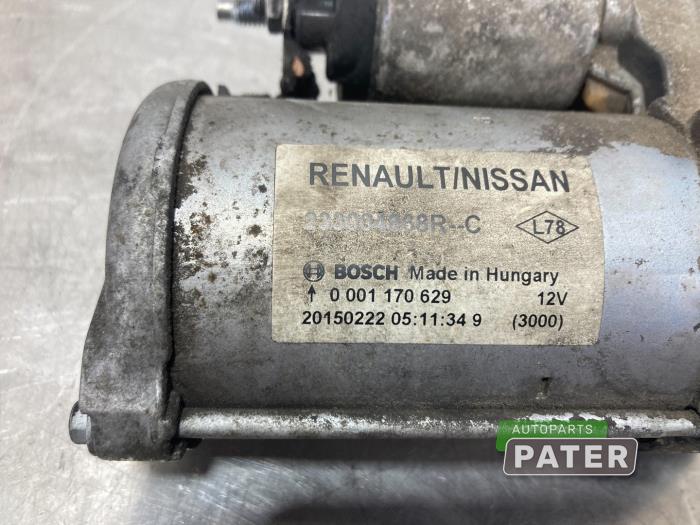 RENAULT/NISSAN
L78
BOSCH Made in Hungary
0 001 170 629 12V
20150222 05:11:34 9 (3000)
AUTOPARTS
PATER